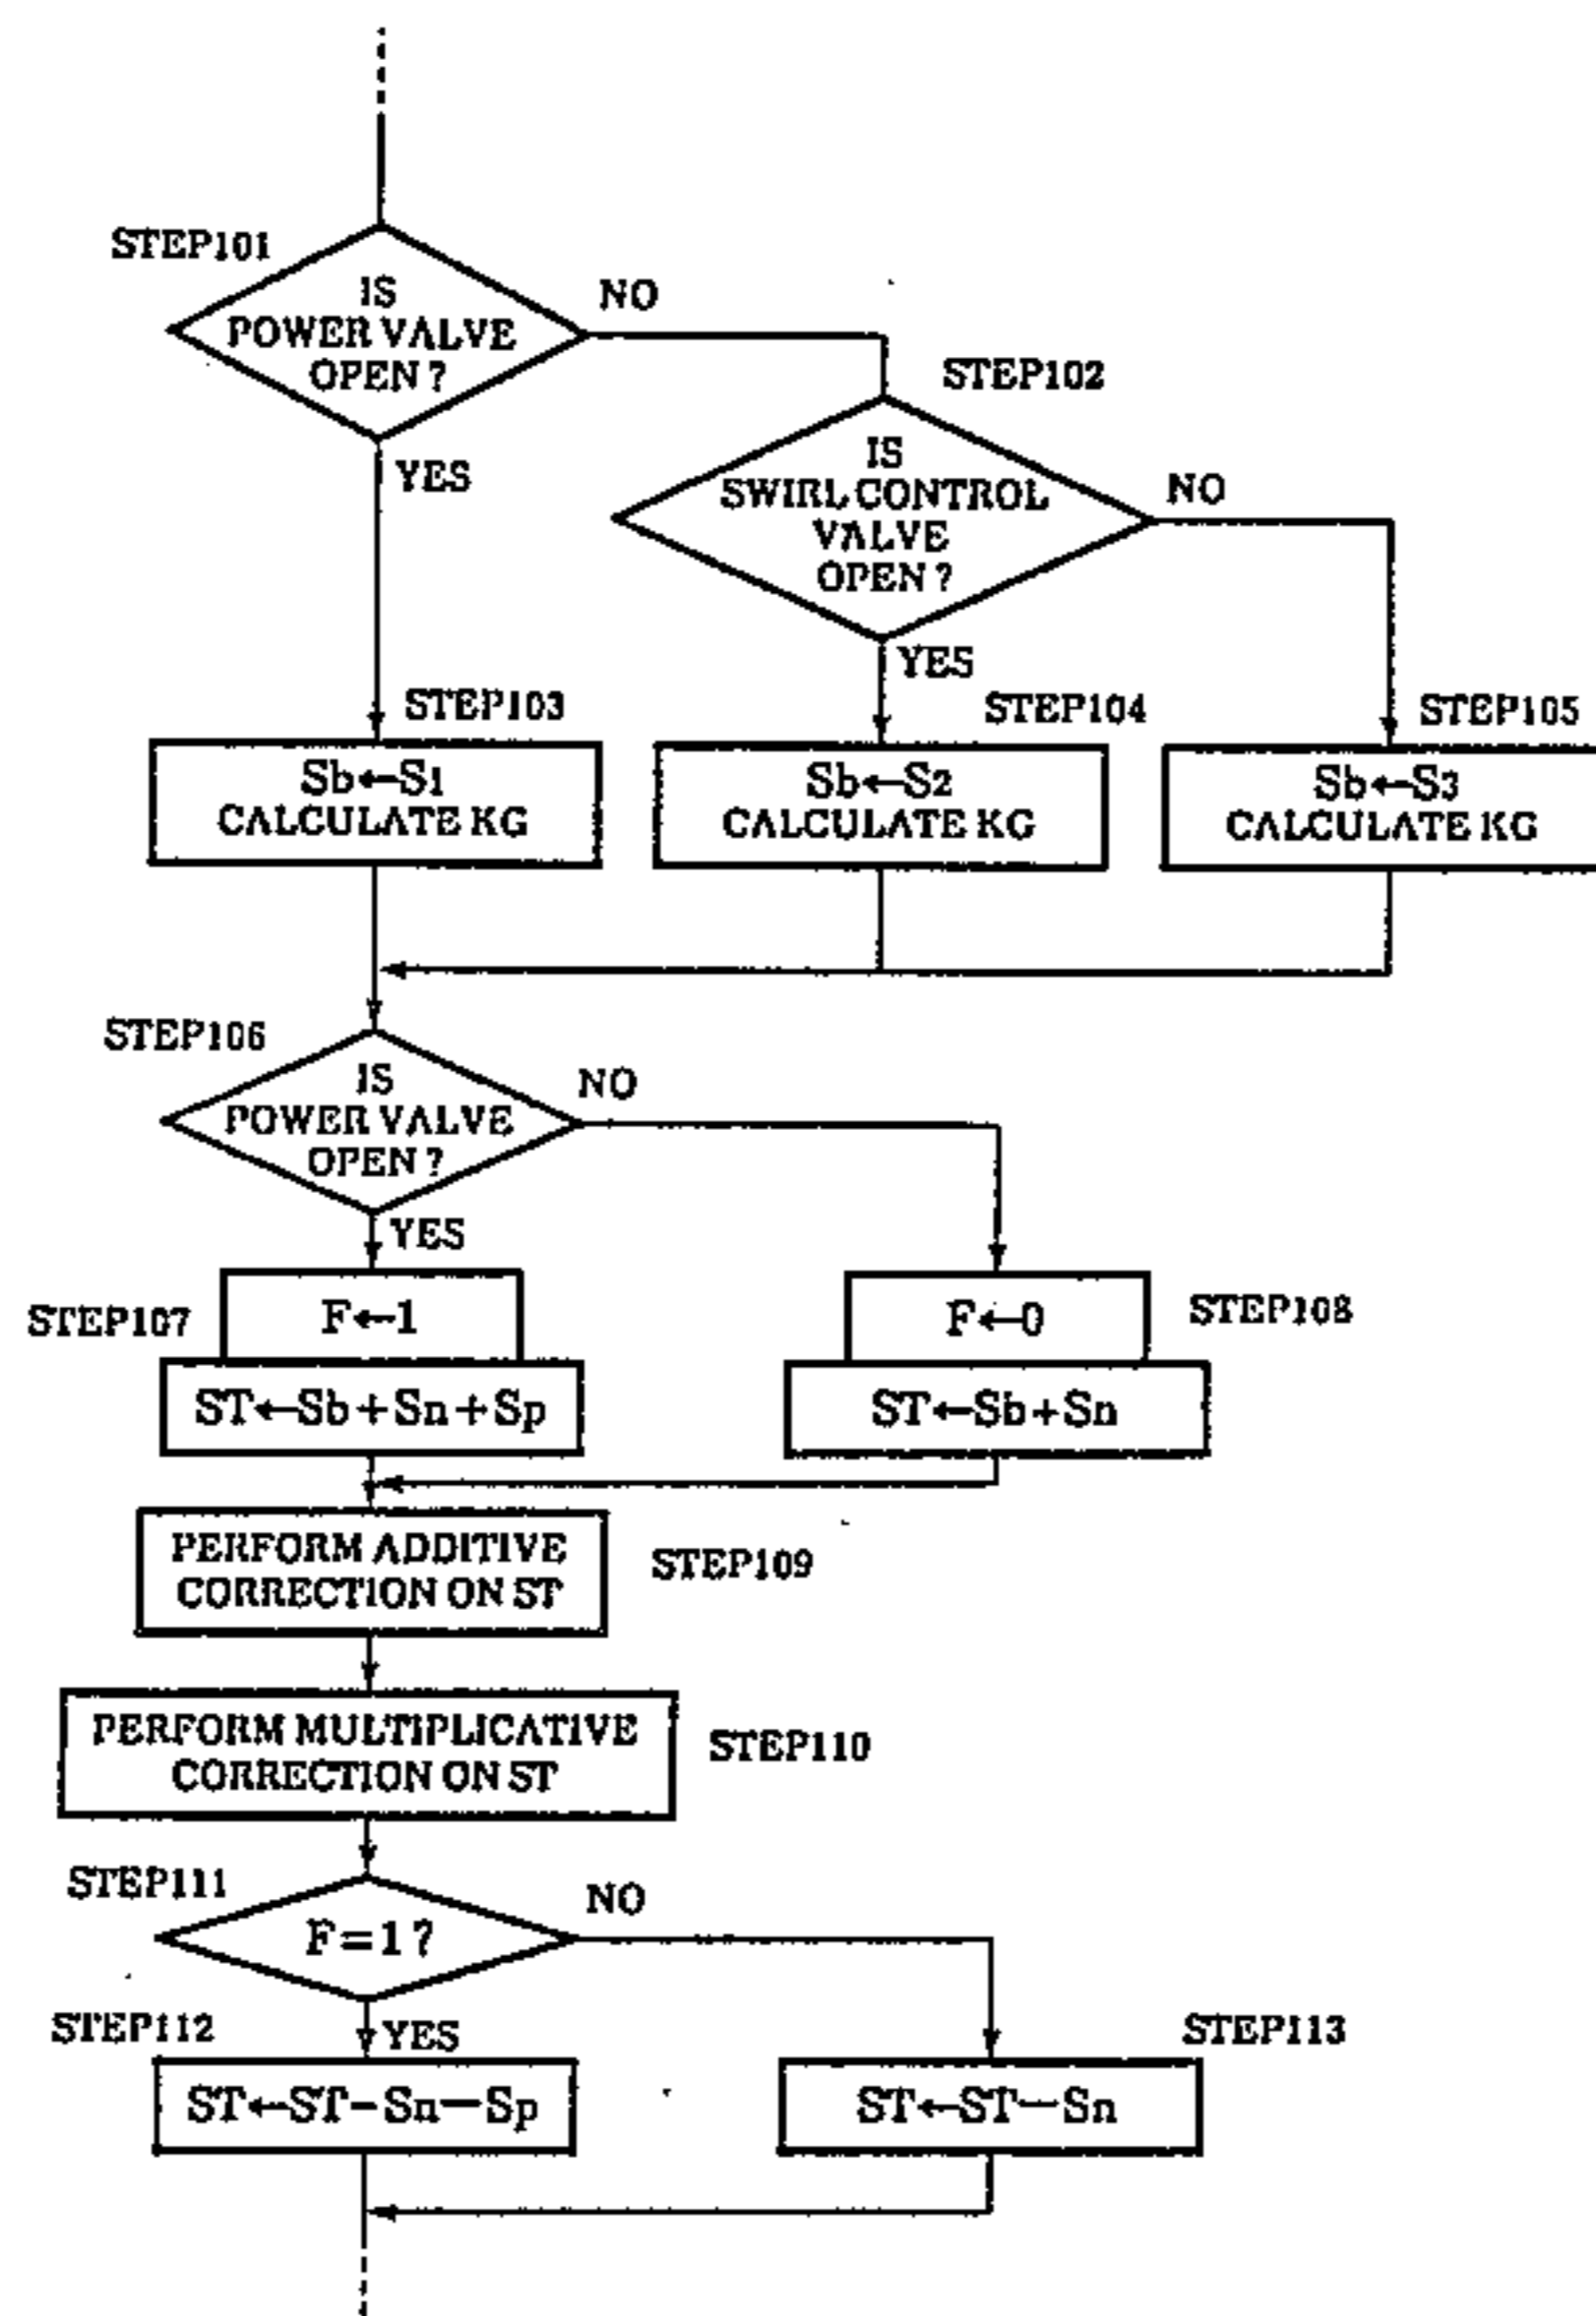 STEP101
IS
POWER VALVE
OPEN?
NO
YES
STEP102
IS
SWIRL CONTROL
VALVE
OPEN?
NO
YES
STEP103
Sb←S1
CALCULATE KG
STEP104
Sb←S2
CALCULATE KG
STEP105
Sb←S3
CALCULATE KG
STEP106
IS
POWER VALVE
OPEN?
NO
YES
STEP107
F←1
ST←Sb+Sn+Sp
F←0
STEP108
ST←Sb+Sn
PERFORM ADDITIVE
CORRECTION ON ST
STEP109
PERFORM MULTIPLICATIVE
CORRECTION ON ST
STEP110
STEP111
F=1?
NO
YES
STEP112
ST←ST-Sn-Sp
STEP113
ST←ST-Sn